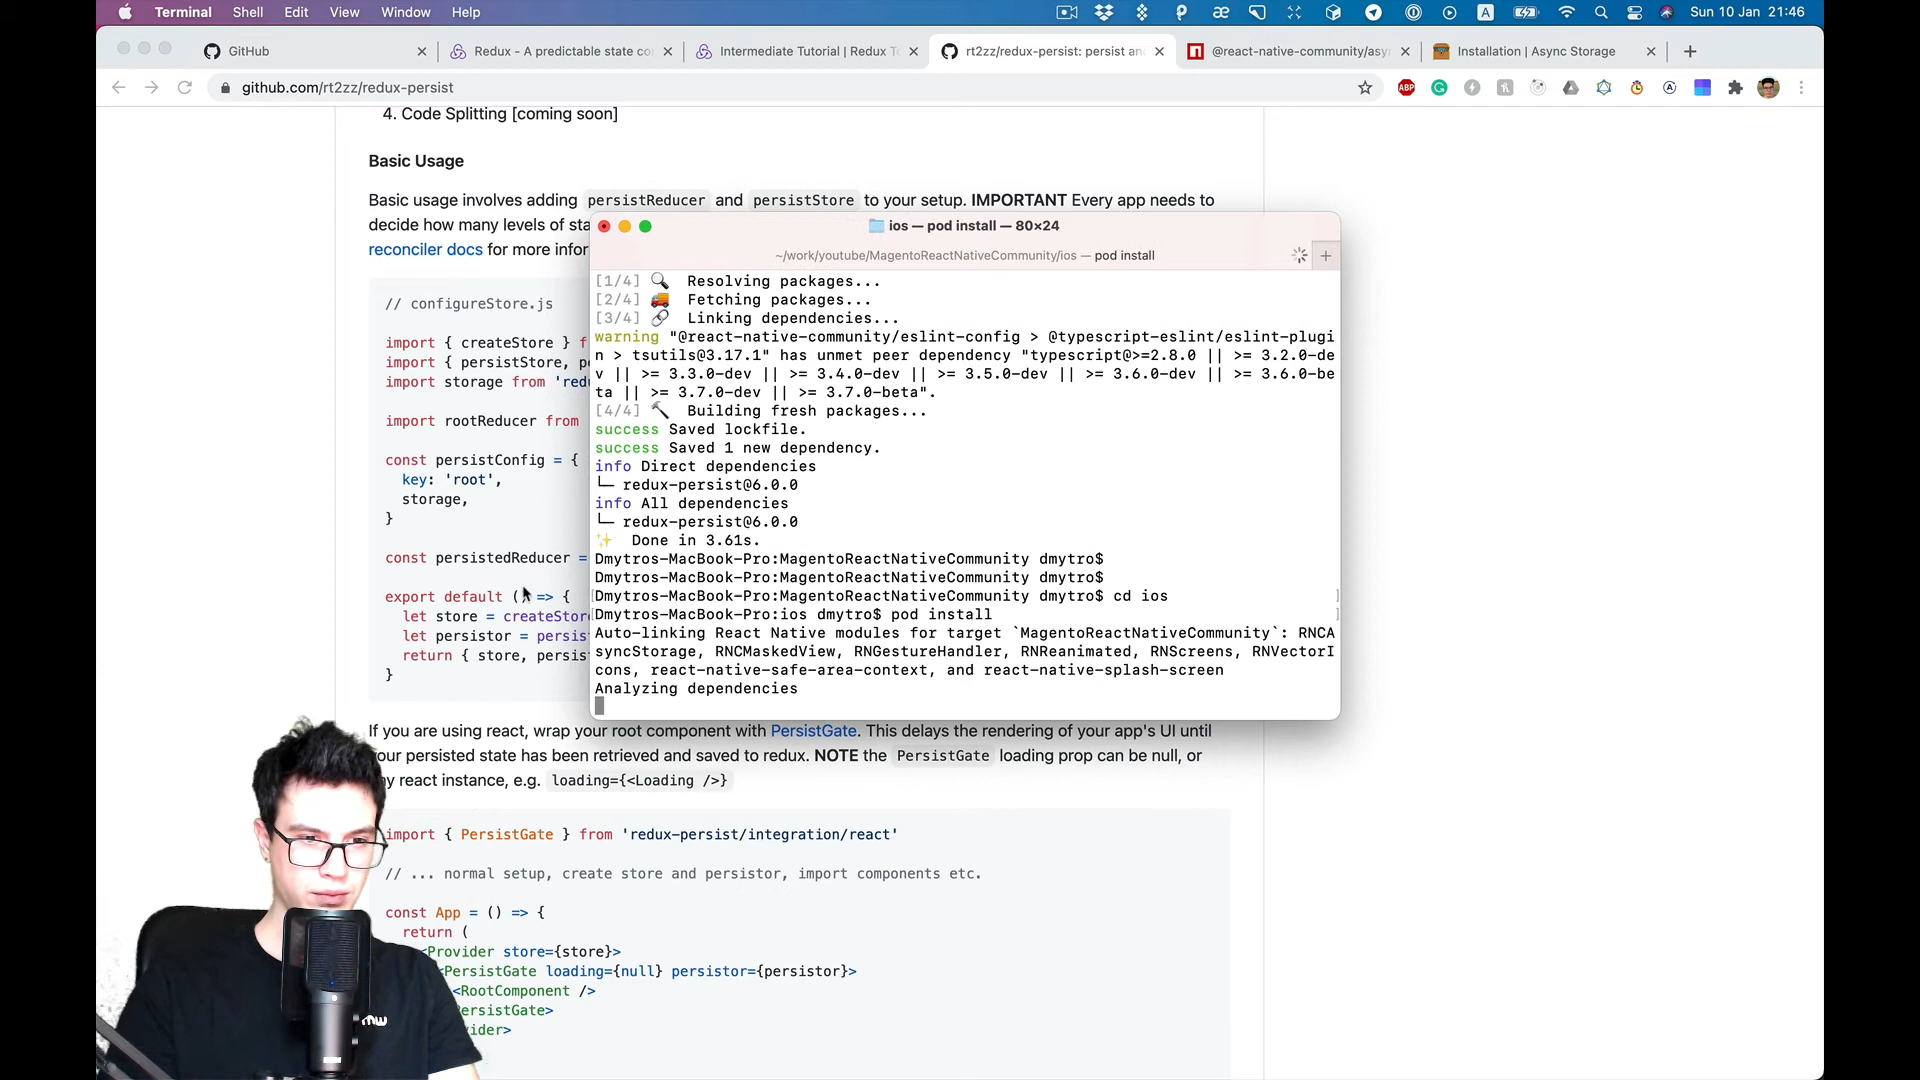 Terminal Shell Edit View Window Help Sun 10 Jan 21:46
GitHub Redux - A predictable state co Intermediate Tutorial | Redux T rt2zz/redux-persist: persist an @react-native-community/asy Installation | Async Storage
github.com/rt2zz/redux-persist
4. Code Splitting [coming soon]
Basic Usage
Basic usage involves adding persistReducer and persistStore to your setup. IMPORTANT Every app needs to
decide how many levels of sta
reconciler docs for more infor
// configureStore.js
import { createStore } f
import { persistStore, pe
import storage from 'redu
import rootReducer from
const persistConfig = {
key: 'root',
storage,
}
const persistedReducer =
export default () => {
let store = createStore
let persistor = persis
return { store, persis
}
ios — pod install — 80×24
~/work/youtube/MagentoReactNativeCommunity/ios — pod install
[1/4] 🔍 Resolving packages...
[2/4] 🚚 Fetching packages...
[3/4] 🔗 Linking dependencies...
warning "@react-native-community/eslint-config > @typescript-eslint/eslint-plugi
n > tsutils@3.17.1" has unmet peer dependency "typescript@>=2.8.0 || >= 3.2.0-de
v || >= 3.3.0-dev || >= 3.4.0-dev || >= 3.5.0-dev || >= 3.6.0-dev || >= 3.6.0-be
ta || >= 3.7.0-dev || >= 3.7.0-beta".
[4/4] 🔨 Building fresh packages...
success Saved lockfile.
success Saved 1 new dependency.
info Direct dependencies
└─ redux-persist@6.0.0
info All dependencies
└─ redux-persist@6.0.0
✨ Done in 3.61s.
Dmytros-MacBook-Pro:MagentoReactNativeCommunity dmytro$
Dmytros-MacBook-Pro:MagentoReactNativeCommunity dmytro$
Dmytros-MacBook-Pro:MagentoReactNativeCommunity dmytro$ cd ios
Dmytros-MacBook-Pro:ios dmytro$ pod install
Auto-linking React Native modules for target `MagentoReactNativeCommunity`: RNCA
syncStorage, RNCMaskedView, RNGestureHandler, RNReanimated, RNScreens, RNVectorI
cons, react-native-safe-area-context, and react-native-splash-screen
Analyzing dependencies
If you are using react, wrap your root component with PersistGate. This delays the rendering of your app's UI until
your persisted state has been retrieved and saved to redux. NOTE the PersistGate loading prop can be null, or
ny react instance, e.g. loading={<Loading />}
import { PersistGate } from 'redux-persist/integration/react'
// ... normal setup, create store and persistor, import components etc.
const App = () => {
return (
<Provider store={store}>
PersistGate loading={null} persistor={persistor}>
<RootComponent />
ersistGate>
vider>
mw